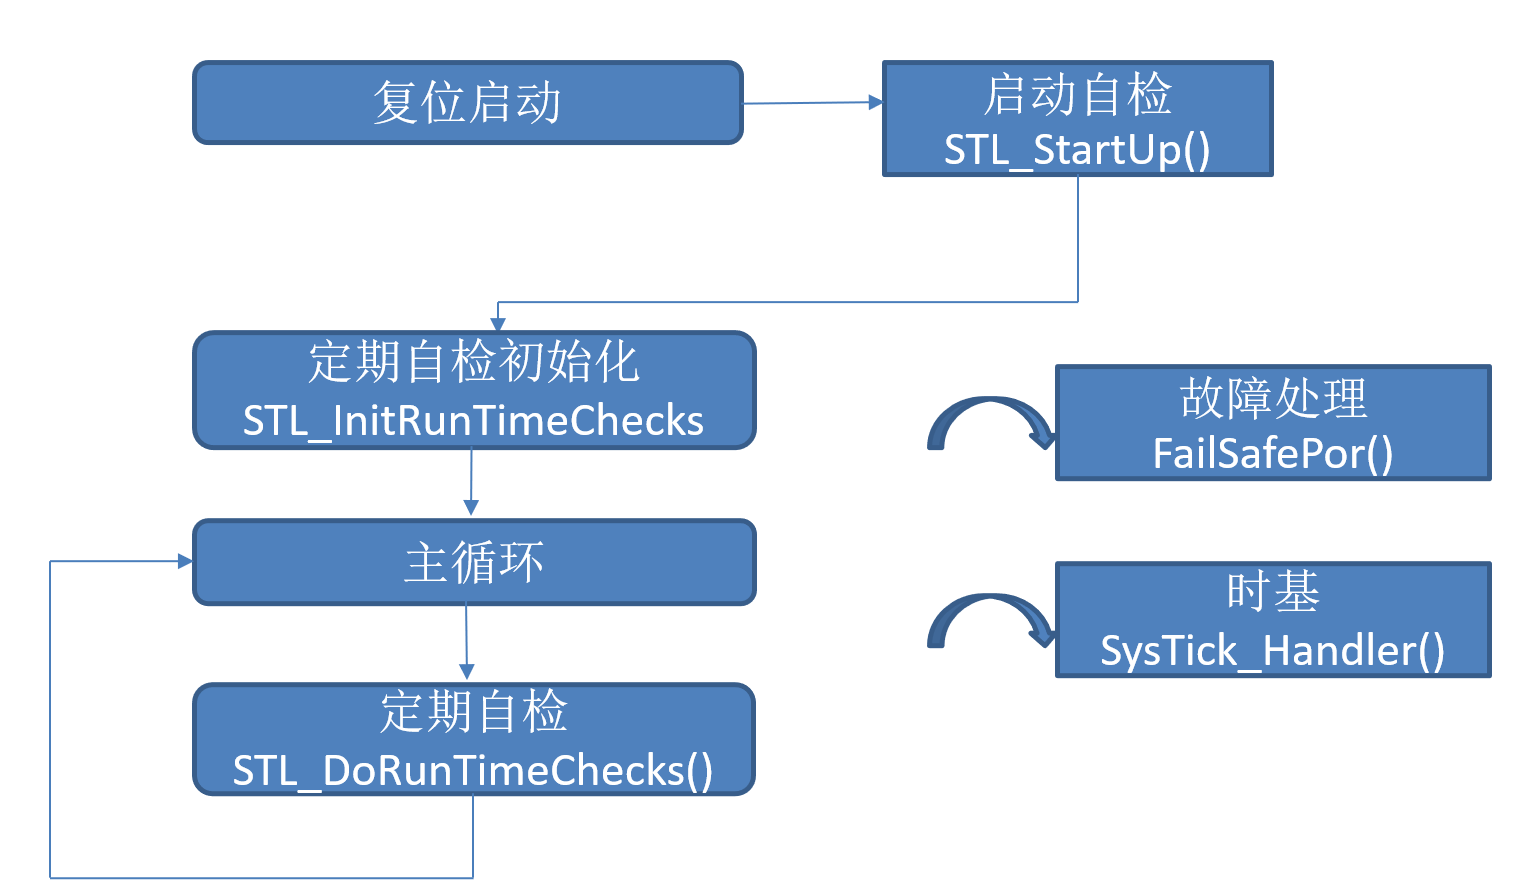 复位启动
启动自检
STL_StartUp()
定期自检初始化
STL_InitRunTimeChecks
故障处理
FailSafePor()
主循环
时基
SysTick_Handler()
定期自检
STL_DoRunTimeChecks()